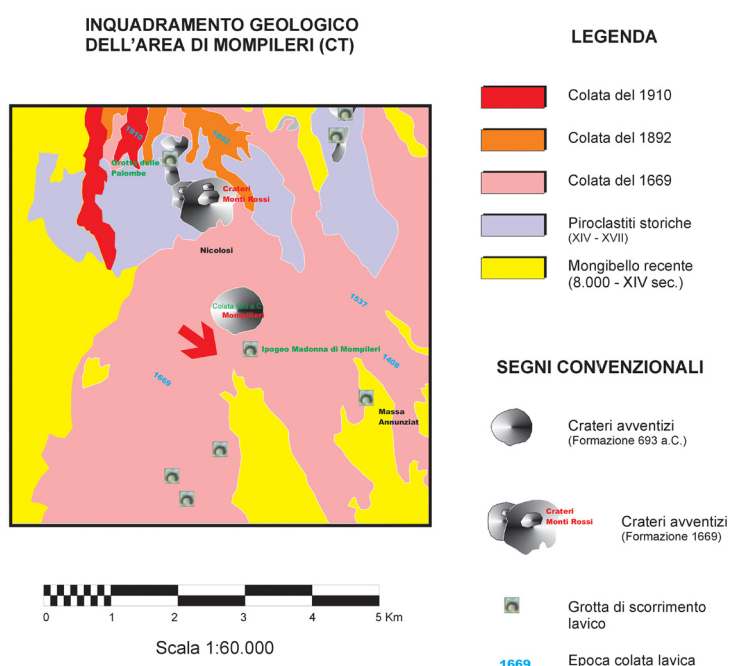 INQUADRAMENTO GEOLOGICO
DELL'AREA DI MOMPILERI (CT)
1910
1892
Grotta delle
Palombe
Crateri
Monti Rossi
Nicolosi
1537
Mompileri
Ipogeo Madonna di Mompileri
1408
1669
Massa
Annunziat
0 1 2 3 4 5 Km
Scala 1:60.000
LEGENDA
Colata del 1910
Colata del 1892
Colata del 1669
Piroclastiti storiche
(XIV - XVII)
Mongibello recente
(8.000 - XIV sec.)
SEGNI CONVENZIONALI
Crateri avventizi
(Formazione 693 a.C.)
Crateri
Monti Rossi
Crateri avventizi
(Formazione 1669)
Grotta di scorrimento
lavico
1669 Epoca colata lavica